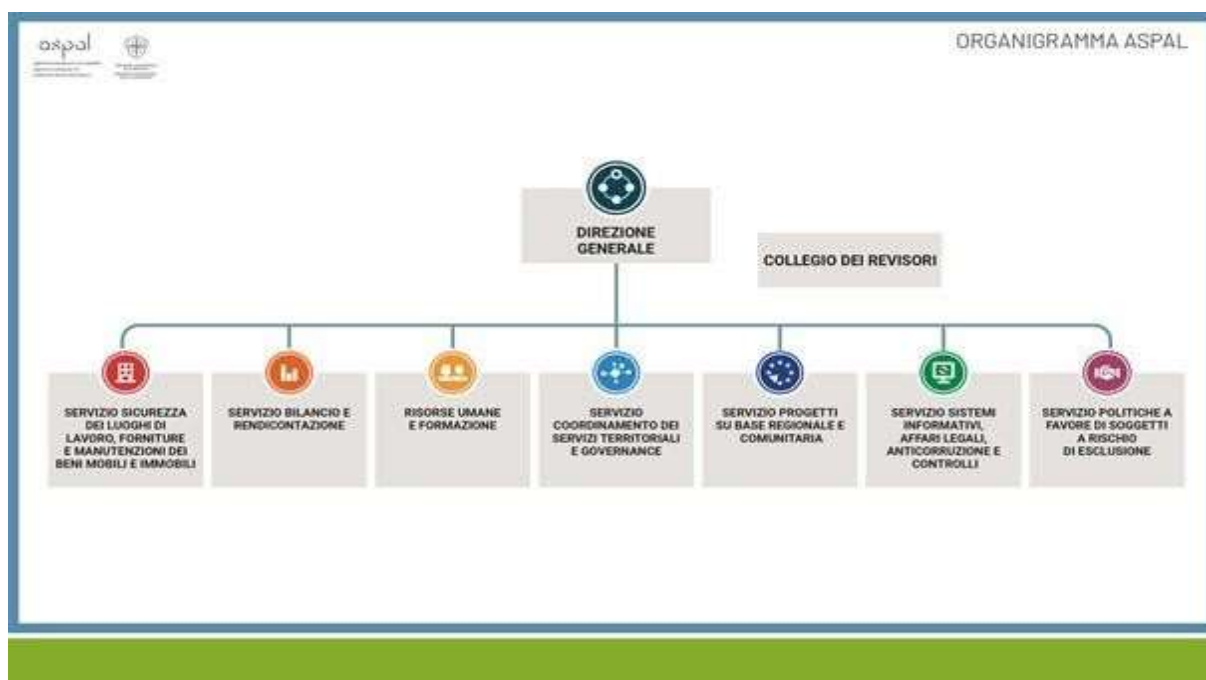 aspal
ORGANIGRAMMA ASPAL
DIREZIONE
GENERALE
COLLEGIO DEI REVISORI
SERVIZIO SICUREZZA
DEI LUOGHI DI
LAVORO, FORNITURE
E MANUTENZIONI DEI
BENI MOBILI E IMMOBILI
SERVIZIO BILANCIO E
RENDICONTAZIONE
RISORSE UMANE
E FORMAZIONE
SERVIZIO
COORDINAMENTO DEI
SERVIZI TERRITORIALI
E GOVERNANCE
SERVIZIO PROGETTI
SU BASE REGIONALE E
COMUNITARIA
SERVIZIO SISTEMI
INFORMATIVI,
AFFARI LEGALI,
ANTICORRUZIONE E
CONTROLLI
SERVIZIO POLITICHE A
FAVORE DI SOGGETTI
A RISCHIO
DI ESCLUSIONE